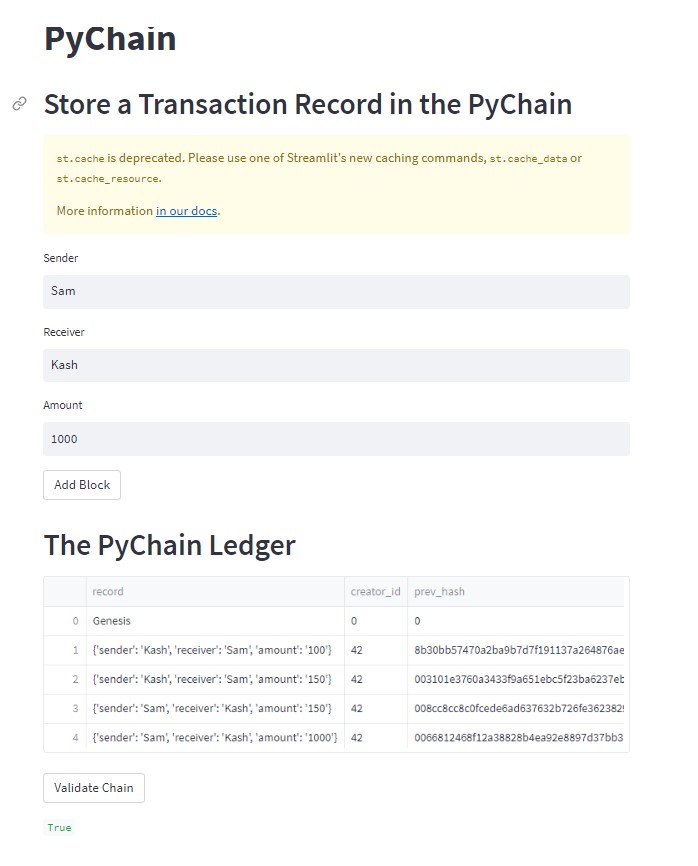 PyChain
Store a Transaction Record in the PyChain
st.cache is deprecated. Please use one of Streamlit's new caching commands, st.cache_data or
st.cache_resource.
More information in our docs.
Sender
Sam
Receiver
Kash
Amount
1000
Add Block
The PyChain Ledger
record creator_id prev_hash
0 Genesis 0 0
1 {'sender': 'Kash', 'receiver': 'Sam', 'amount': '100'} 42 8b30bb57470a2ba9b7d7f191137a264876ae
2 {'sender': 'Kash', 'receiver': 'Sam', 'amount': '150'} 42 003101e3760a3433f9a651ebc5f23ba6237eb
3 {'sender': 'Sam', 'receiver': 'Kash', 'amount': '150'} 42 008cc8cc8c0fcede6ad637632b726fe3623829
4 {'sender': 'Sam', 'receiver': 'Kash', 'amount': '1000'} 42 0066812468f12a38828b4ea92e8897d37bb3
Validate Chain
True